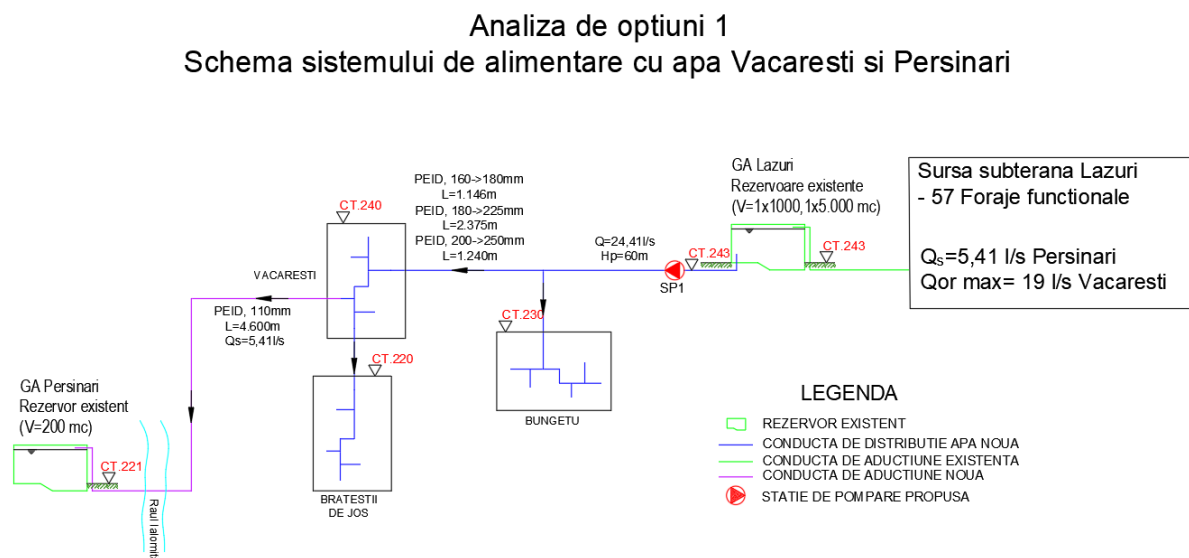 Analiza de optiuni 1
Schema sistemului de alimentare cu apa Vacaresti si Persinari
GA Lazuri
Rezervoare existente
(V=1x1000,1x5.000 mc)
Sursa subterana Lazuri
- 57 Foraje functionale
Qs=5,41 l/s Persinari
Qor max= 19 l/s Vacaresti
PEID, 160->180mm
L=1.146m
PEID, 180->225mm
L=2.375m
PEID, 200->250mm
L=1.240m
CT.240
Q=24,41l/s
Hp=60m
CT.243
CT.243
SP1
VACARESTI
PEID, 110mm
L=4.600m
Qs=5,41l/s
CT.230
CT.220
BUNGETU
GA Persinari
Rezervor existent
(V=200 mc)
CT.221
Raul Ialomit
BRATESTII
DE JOS
LEGENDA
REZERVOR EXISTENT
CONDUCTA DE DISTRIBUTIE APA NOUA
CONDUCTA DE ADUCTIUNE EXISTENTA
CONDUCTA DE ADUCTIUNE NOUA
STATIE DE POMPARE PROPUSA